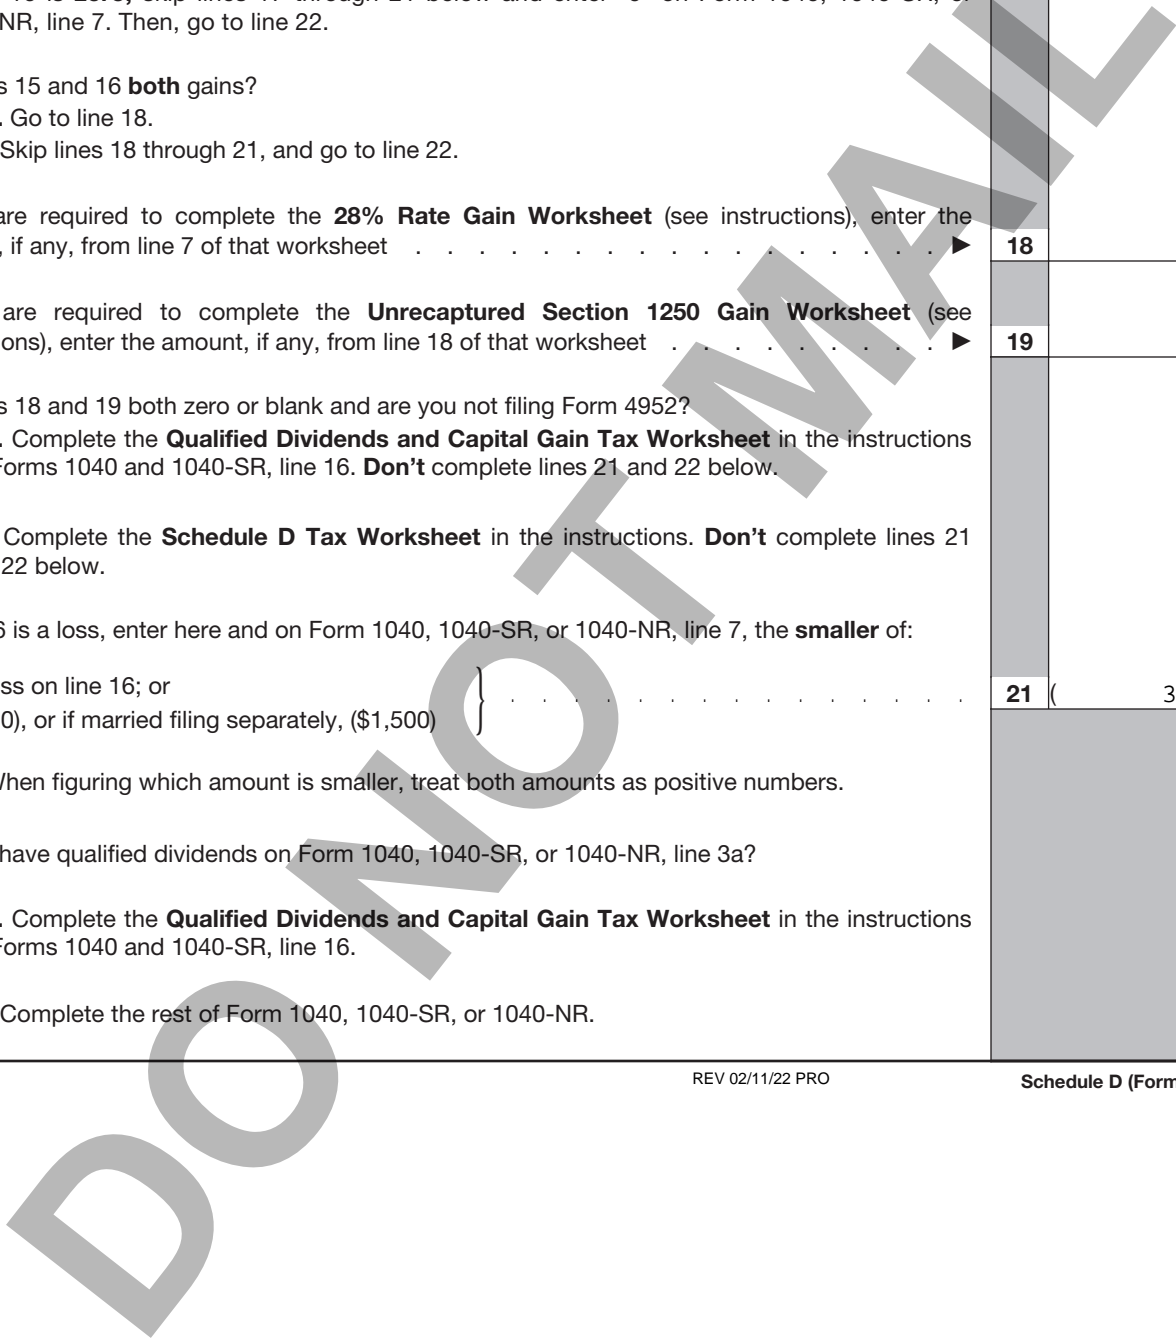 NR, line 7. Then, go to line 22.
s 15 and 16 both gains?
. Go to line 18.
Skip lines 18 through 21, and go to line 22.
are required to complete the 28% Rate Gain Worksheet (see instructions), enter the
, if any, from line 7 of that worksheet . . . . . . . . . . . . . . . . . ▶ 18
are required to complete the Unrecaptured Section 1250 Gain Worksheet (see
ons), enter the amount, if any, from line 18 of that worksheet . . . . . . . . . ▶ 19
s 18 and 19 both zero or blank and are you not filing Form 4952?
. Complete the Qualified Dividends and Capital Gain Tax Worksheet in the instructions
Forms 1040 and 1040-SR, line 16. Don't complete lines 21 and 22 below.
Complete the Schedule D Tax Worksheet in the instructions. Don't complete lines 21
22 below.
6 is a loss, enter here and on Form 1040, 1040-SR, or 1040-NR, line 7, the smaller of:
ss on line 16; or
0), or if married filing separately, ($1,500) } . . . . . . . . . . . . . . . 21 ( 3
When figuring which amount is smaller, treat both amounts as positive numbers.
have qualified dividends on Form 1040, 1040-SR, or 1040-NR, line 3a?
. Complete the Qualified Dividends and Capital Gain Tax Worksheet in the instructions
Forms 1040 and 1040-SR, line 16.
Complete the rest of Form 1040, 1040-SR, or 1040-NR.
REV 02/11/22 PRO Schedule D (Form
DO NOT MAIL